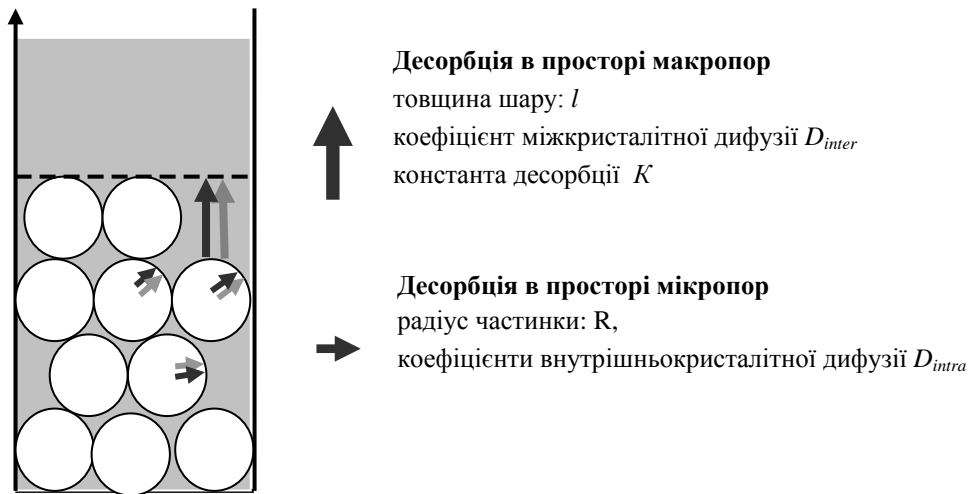 Десорбція в просторі макропор
товщина шару: l
коефіцієнт міжкристалітної дифузії Dinter
константа десорбції К
Десорбція в просторі мікропор
радіус частинки: R,
коефіцієнти внутрішньокристалітної дифузії Dintra